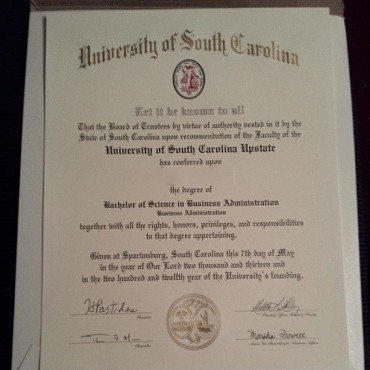 University of South Carolina
Let it be known to all
That the Board of Trustees by virtue of authority vested in it by the
State of South Carolina upon recommendation of the Faculty of the
University of South Carolina Upstate
has conferred upon
the degree of
Bachelor of Science in Business Administration
Business Administration
together with all the rights, honors, privileges, and responsibilities
to that degree appertaining.
Given at Spartanburg, South Carolina this 7th day of May
in the year of Our Lord two thousand and thirteen and
in the two hundred and twelfth year of the University's founding.
President
Chancellor